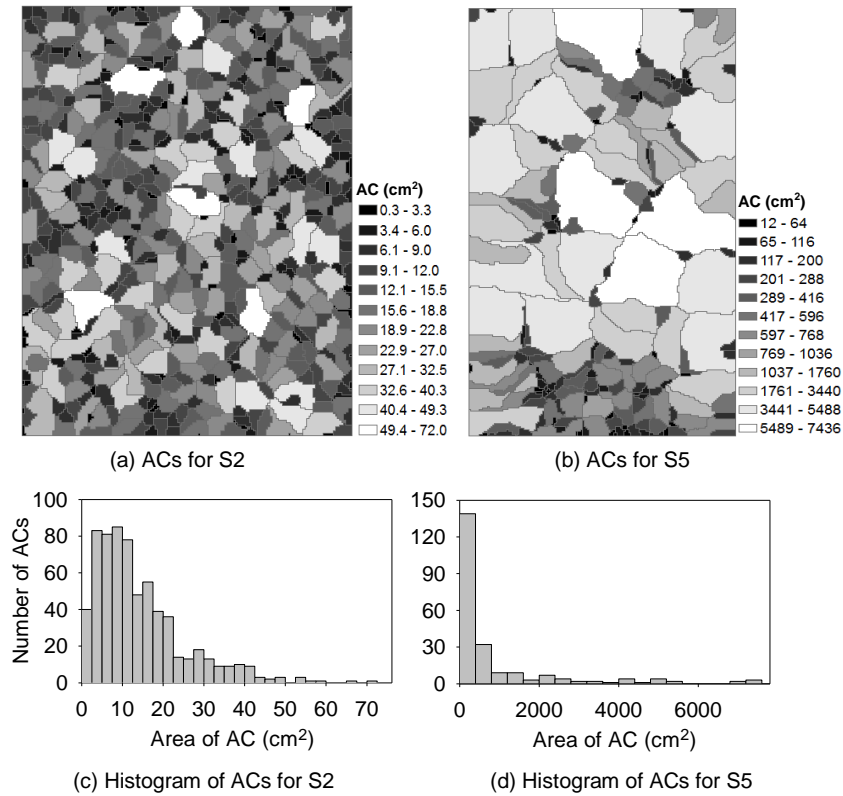 AC (cm²)
0.3 - 3.3
3.4 - 6.0
6.1 - 9.0
9.1 - 12.0
12.1 - 15.5
15.6 - 18.8
18.9 - 22.8
22.9 - 27.0
27.1 - 32.5
32.6 - 40.3
40.4 - 49.3
49.4 - 72.0
(a) ACs for S2
AC (cm²)
12 - 64
65 - 116
117 - 200
201 - 288
289 - 416
417 - 596
597 - 768
769 - 1036
1037 - 1760
1761 - 3440
3441 - 5488
5489 - 7436
(b) ACs for S5
Number of ACs
100
80
60
40
20
0
0 10 20 30 40 50 60 70
Area of AC (cm²)
(c) Histogram of ACs for S2
150
120
90
60
30
0
0 2000 4000 6000
Area of AC (cm²)
(d) Histogram of ACs for S5